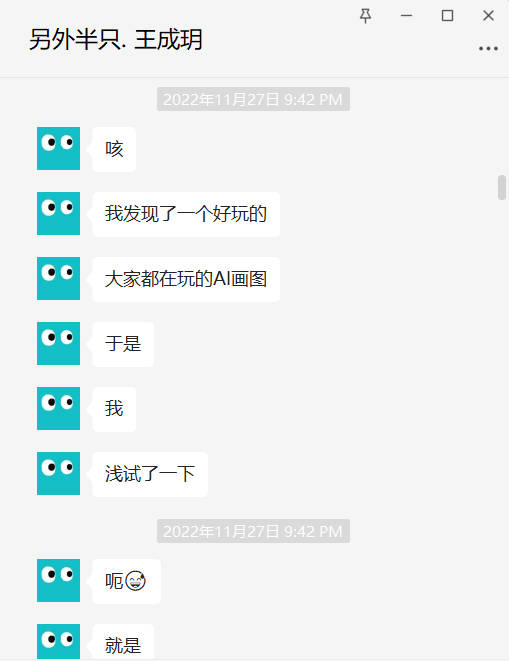 另外半只. 王成玥
2022年11月27日 9:42 PM
咳
我发现了一个好玩的
大家都在玩的AI画图
于是
我
浅试了一下
2022年11月27日 9:42 PM
呃😅
就是